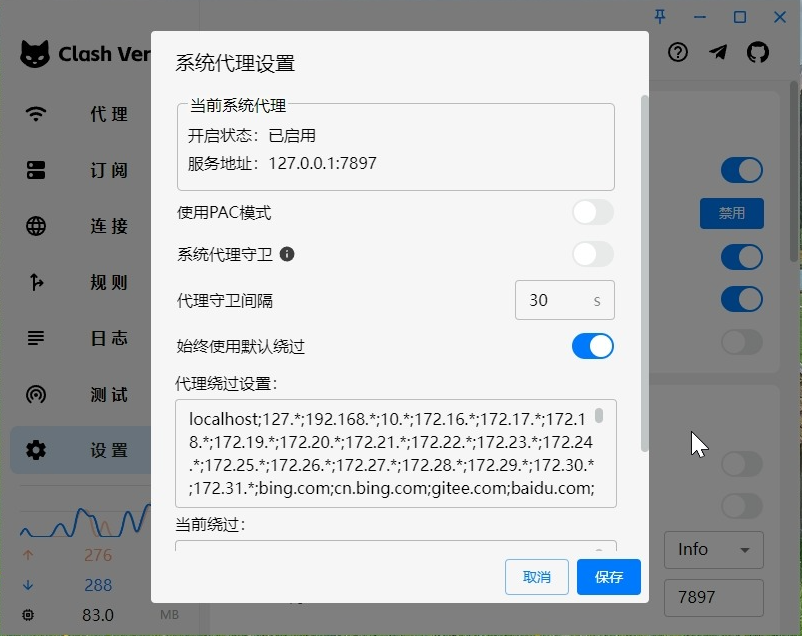 Clash Ver
系统代理设置
代理
订阅
连接
规则
日志
测试
设置
276
288
83.0 MB
当前系统代理
开启状态：已启用
服务地址：127.0.0.1:7897
使用PAC模式
系统代理守卫
代理守卫间隔
30 s
始终使用默认绕过
代理绕过设置：
localhost;127.*;192.168.*;10.*;172.16.*;172.17.*;172.1
8.*;172.19.*;172.20.*;172.21.*;172.22.*;172.23.*;172.24
.*;172.25.*;172.26.*;172.27.*;172.28.*;172.29.*;172.30.*
;172.31.*;bing.com;cn.bing.com;gitee.com;baidu.com;
当前绕过：
取消
保存
禁用
Info
7897